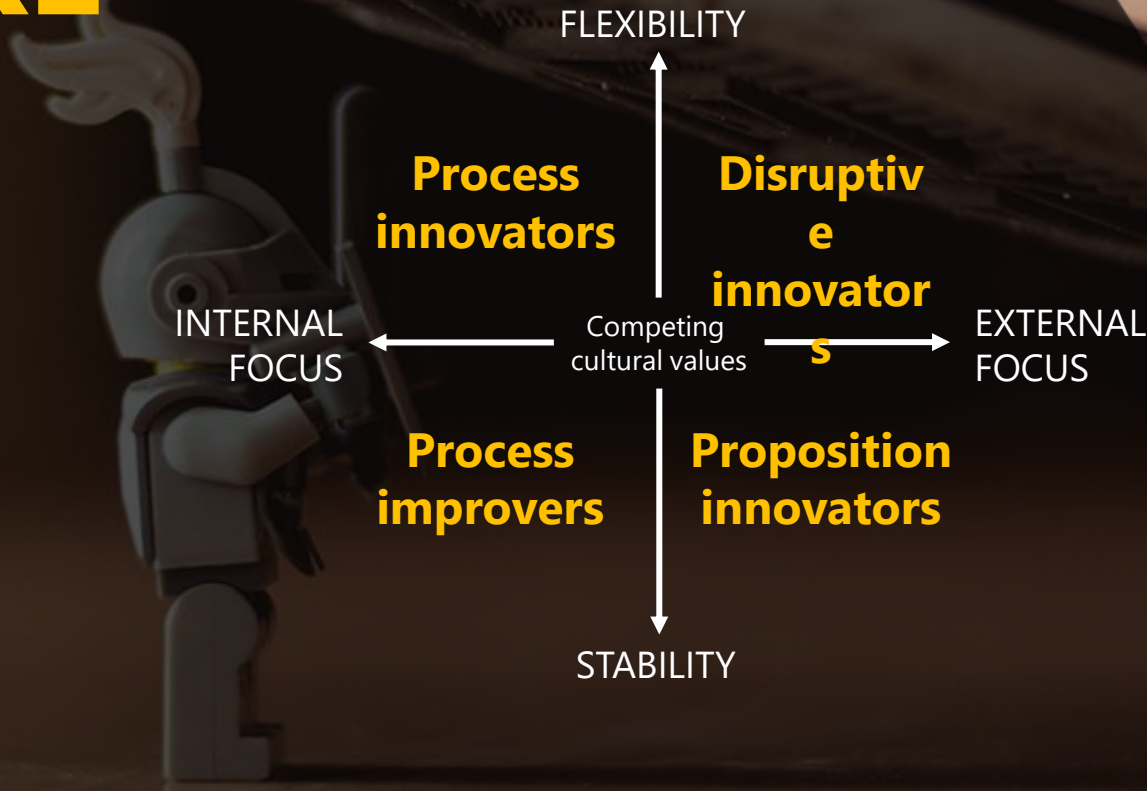 FLEXIBILITY
Process
innovators
Disruptiv
e
innovator
s
INTERNAL
FOCUS
Competing
cultural values
EXTERNAL
FOCUS
Process
improvers
Proposition
innovators
STABILITY